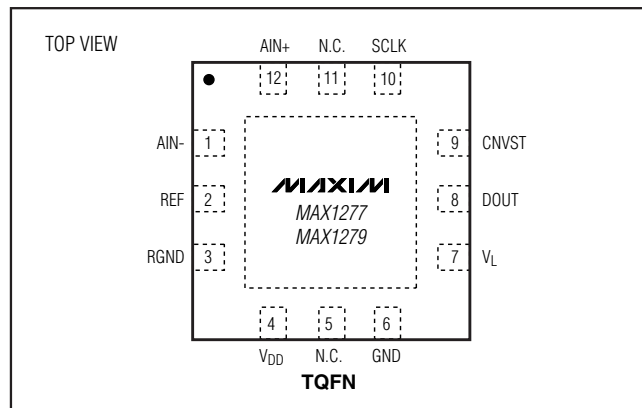 TOP VIEW
AIN+ N.C. SCLK
12 11 10
AIN- 1 9 CNVST
REF 2 8 DOUT
RGND 3 7 VL
MAXIM
MAX1277
MAX1279
4 5 6
VDD N.C. GND
TQFN